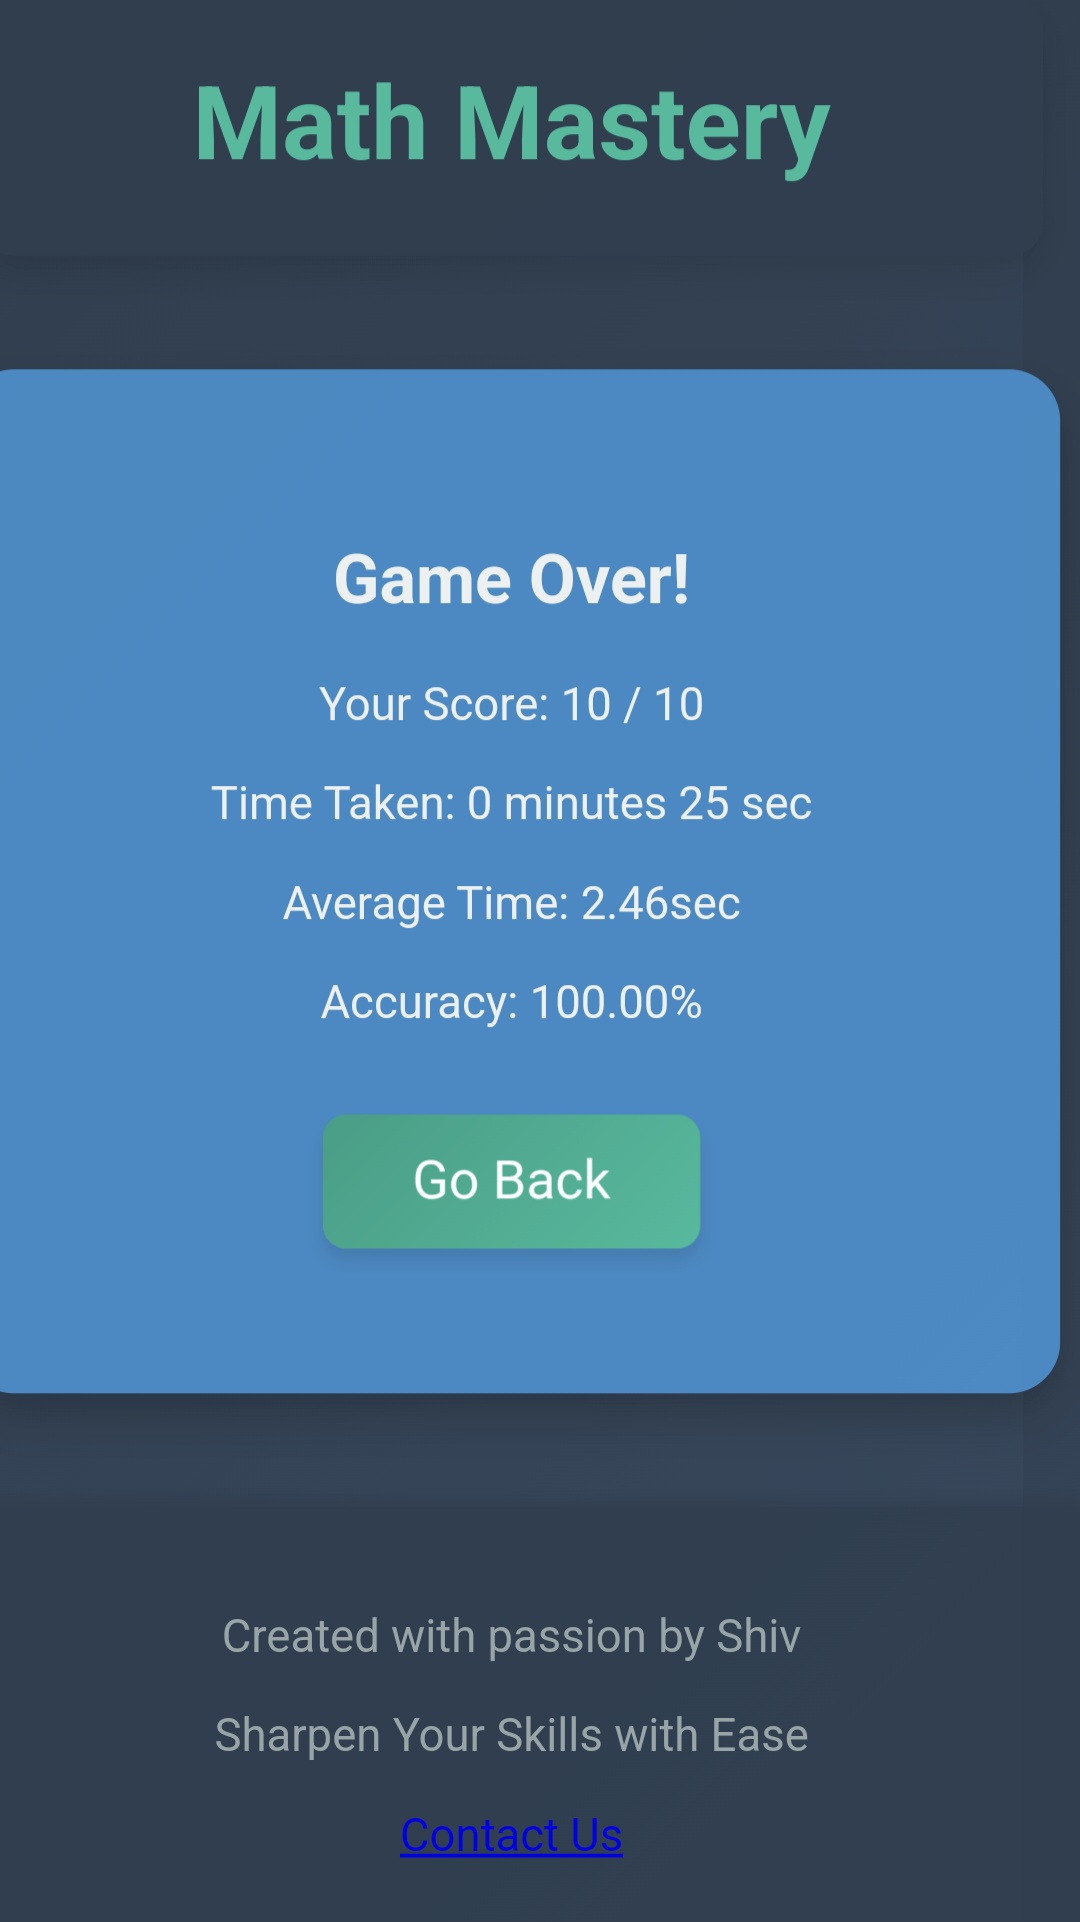 Math Mastery
Game Over!
Your Score: 10 / 10
Time Taken: 0 minutes 25 sec
Average Time: 2.46sec
Accuracy: 100.00%
Go Back
Created with passion by Shiv
Sharpen Your Skills with Ease
Contact Us